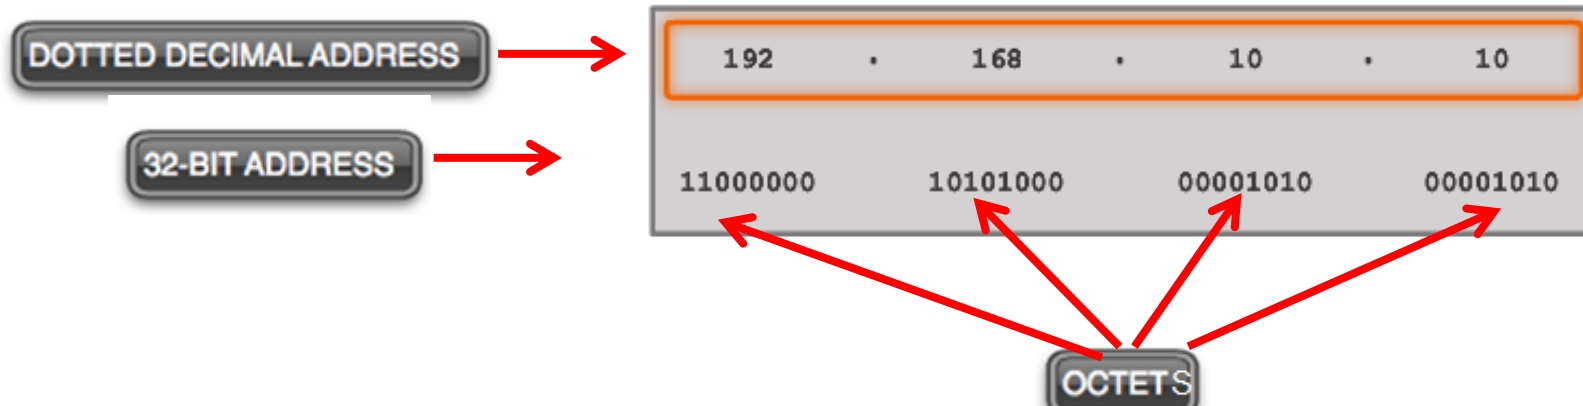 DOTTED DECIMAL ADDRESS
192 . 168 . 10 . 10
32-BIT ADDRESS
11000000 10101000 00001010 00001010
OCTETS